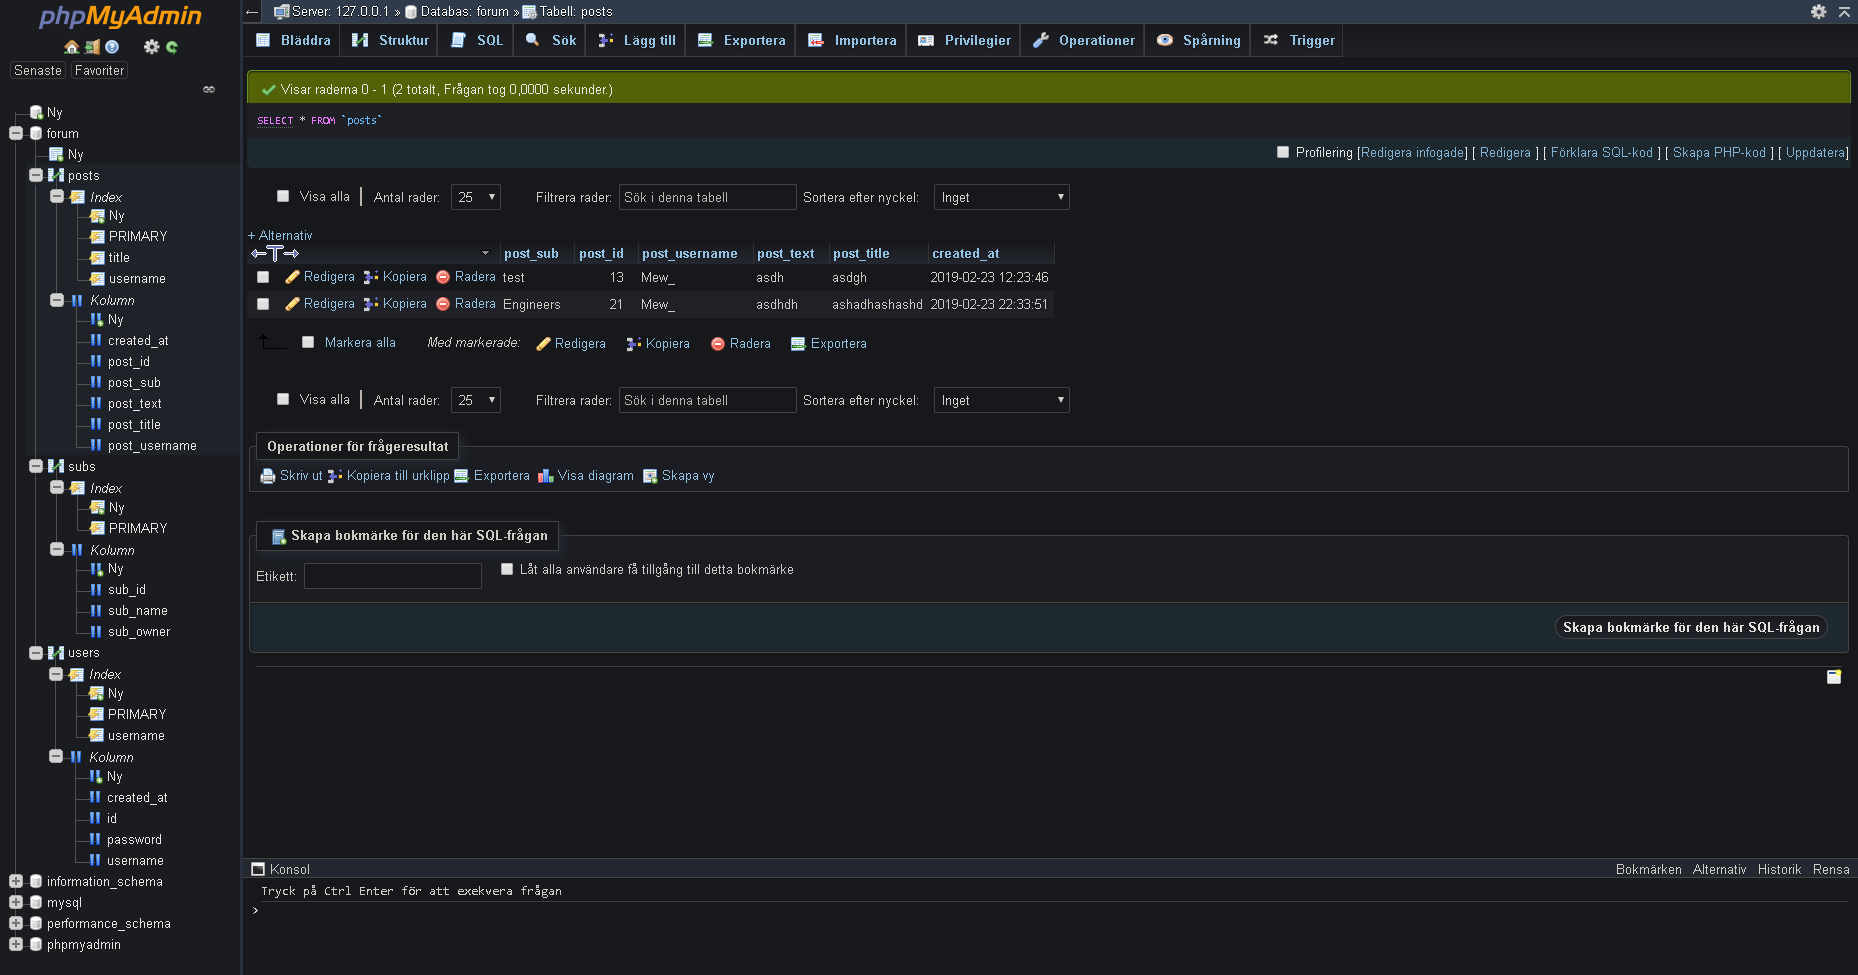 phpMyAdmin
Senaste Favoriter
Ny
forum
Ny
posts
Index
Ny
PRIMARY
title
username
Kolumn
Ny
created_at
post_id
post_sub
post_text
post_title
post_username
subs
Index
Ny
PRIMARY
Kolumn
Ny
sub_id
sub_name
sub_owner
users
Index
Ny
PRIMARY
username
Kolumn
Ny
created_at
id
password
username
information_schema
mysql
performance_schema
phpmyadmin
Server: 127.0.0.1 » Databas: forum » Tabell: posts
Bläddra Struktur SQL Sök Lägg till Exportera Importera Privilegier Operationer Spårning Trigger
Visar raderna 0 - 1 (2 totalt, Frågan tog 0,0000 sekunder.)
SELECT * FROM `posts`
Profilering [Redigera infogade] [ Redigera ] [ Förklara SQL-kod ] [ Skapa PHP-kod ] [ Uppdatera]
Visa alla | Antal rader: 25 Filtrera rader: Sök i denna tabell Sortera efter nyckel: Inget
+ Alternativ
post_sub post_id post_username post_text post_title created_at
Redigera Kopiera Radera test 13 Mew_ asdh asdgh 2019-02-23 12:23:46
Redigera Kopiera Radera Engineers 21 Mew_ asdhdh ashadhashashd 2019-02-23 22:33:51
Markera alla Med markerade: Redigera Kopiera Radera Exportera
Visa alla | Antal rader: 25 Filtrera rader: Sök i denna tabell Sortera efter nyckel: Inget
Operationer för frågeresultat
Skriv ut Kopiera till urklipp Exportera Visa diagram Skapa vy
Skapa bokmärke för den här SQL-frågan
Etikett: Låt alla användare få tillgång till detta bokmärke
Skapa bokmärke för den här SQL-frågan
Konsol Bokmärken Alternativ Historik Rensa
Tryck på Ctrl Enter för att exekvera frågan
>